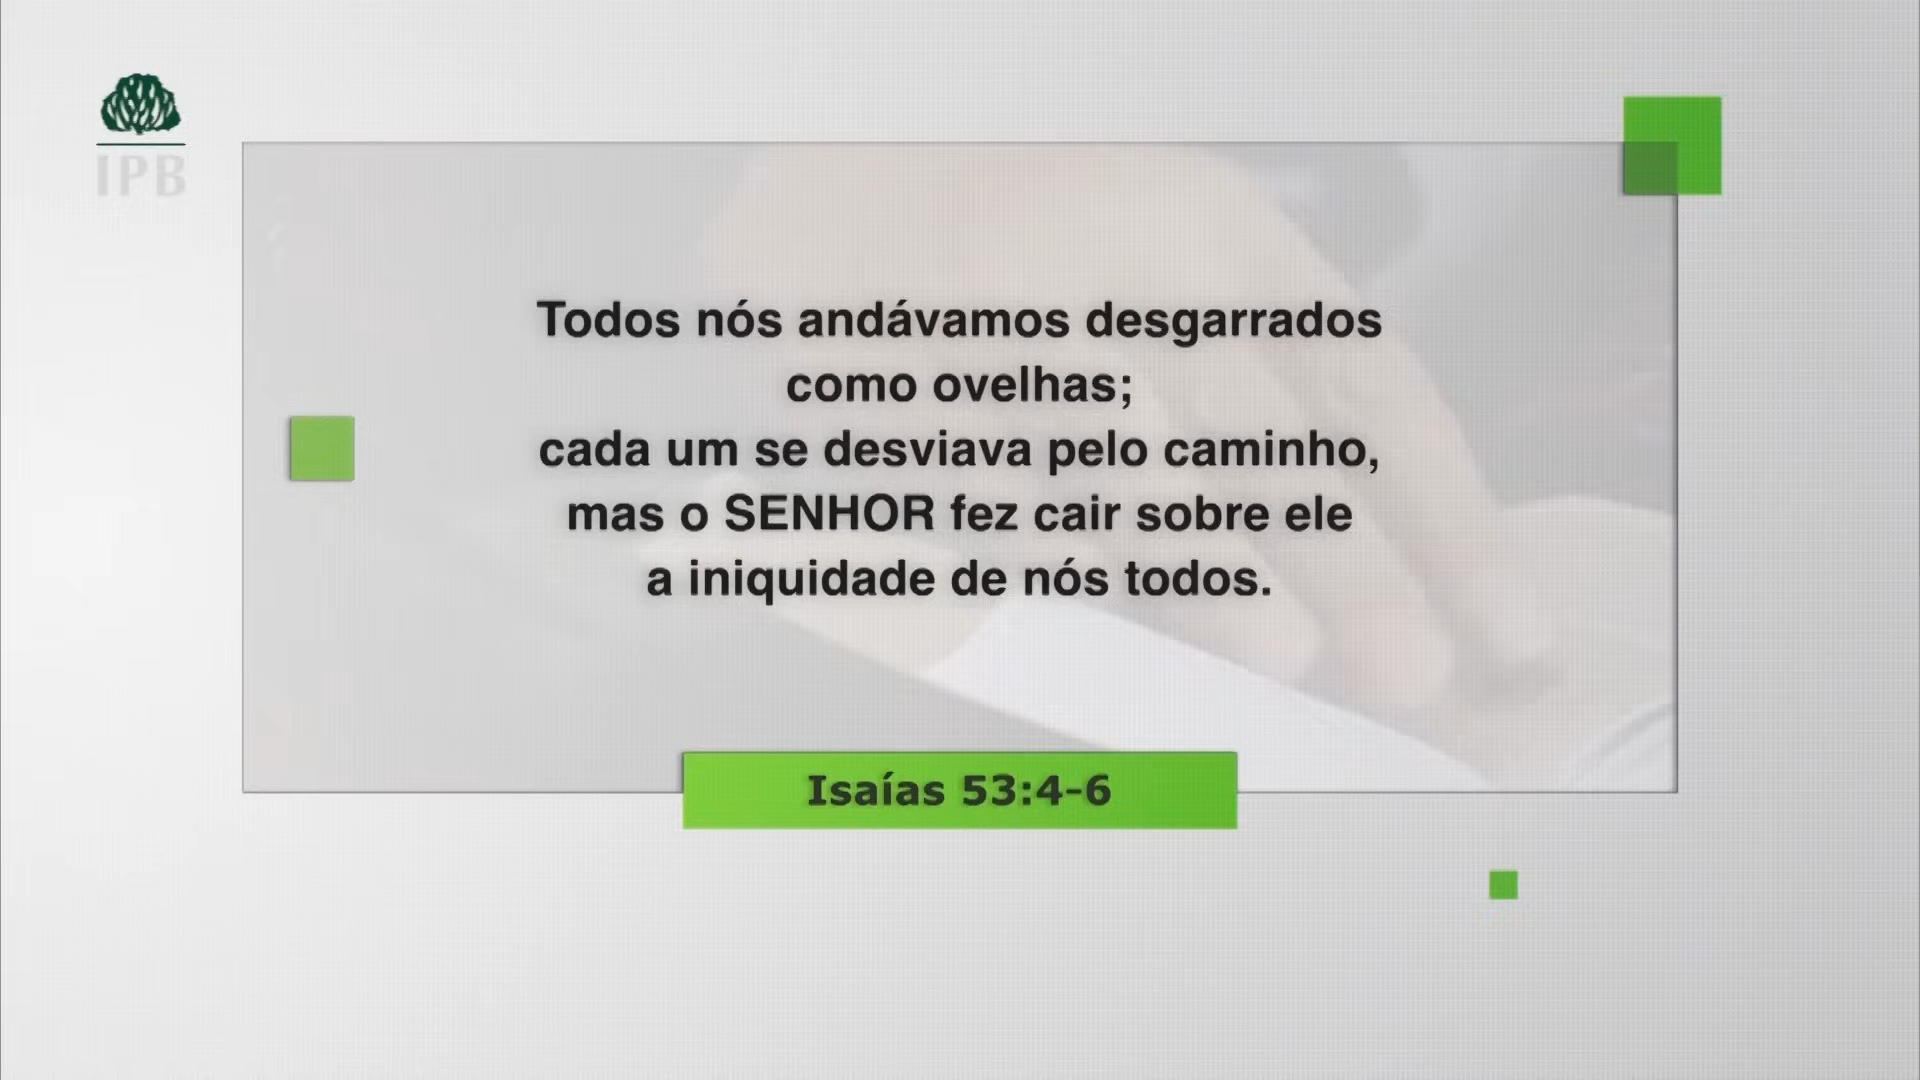 IPB
Todos nós andávamos desgarrados
como ovelhas;
cada um se desviava pelo caminho,
mas o SENHOR fez cair sobre ele
a iniquidade de nós todos.
Isaías 53:4-6